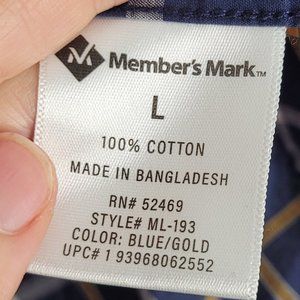 Member's Mark™
L
100% COTTON
MADE IN BANGLADESH
RN# 52469
STYLE# ML-193
COLOR: BLUE/GOLD
UPC# 1 93968062552